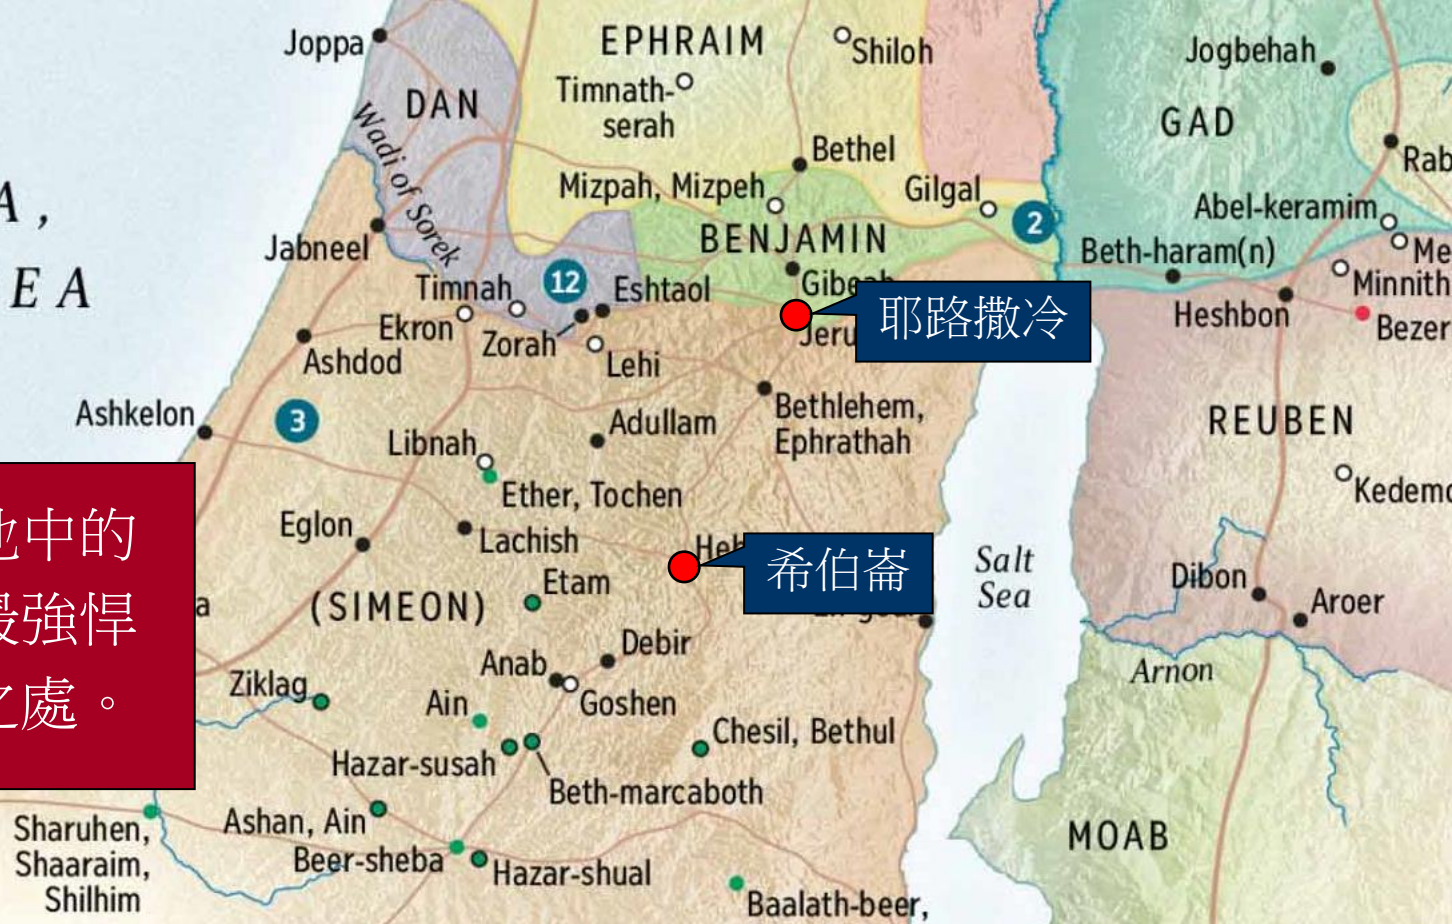 Joppa
EPHRAIM
Shiloh
Jogbehah
DAN
Timnath-
serah
GAD
Wadi of Sorek
Bethel
Mizpah, Mizpeh
Gilgal
2
Abel-keramim
A,
EA
Jabneel
BENJAMIN
Beth-haram(n)
Timnah
12
Eshtaol
Minnith
Heshbon
Bezer
耶路撒冷
Ekron
Zorah
Lehi
Ashdod
Ashkelon
3
Adullam
Bethlehem,
Ephrathah
REUBEN
Libnah
Ether, Tochen
中的
強悍
處。
Eglon
Lachish
希伯崙
Salt
Sea
Dibon
Aroer
Etam
(SIMEON)
Debir
Anab
Goshen
Arnon
Ziklag
Ain
Chesil, Bethul
Hazar-susah
Beth-marcaboth
MOAB
Sharuhen,
Shaaraim,
Shilhim
Ashan, Ain
Beer-sheba
Hazar-shual
Baalath-beer,